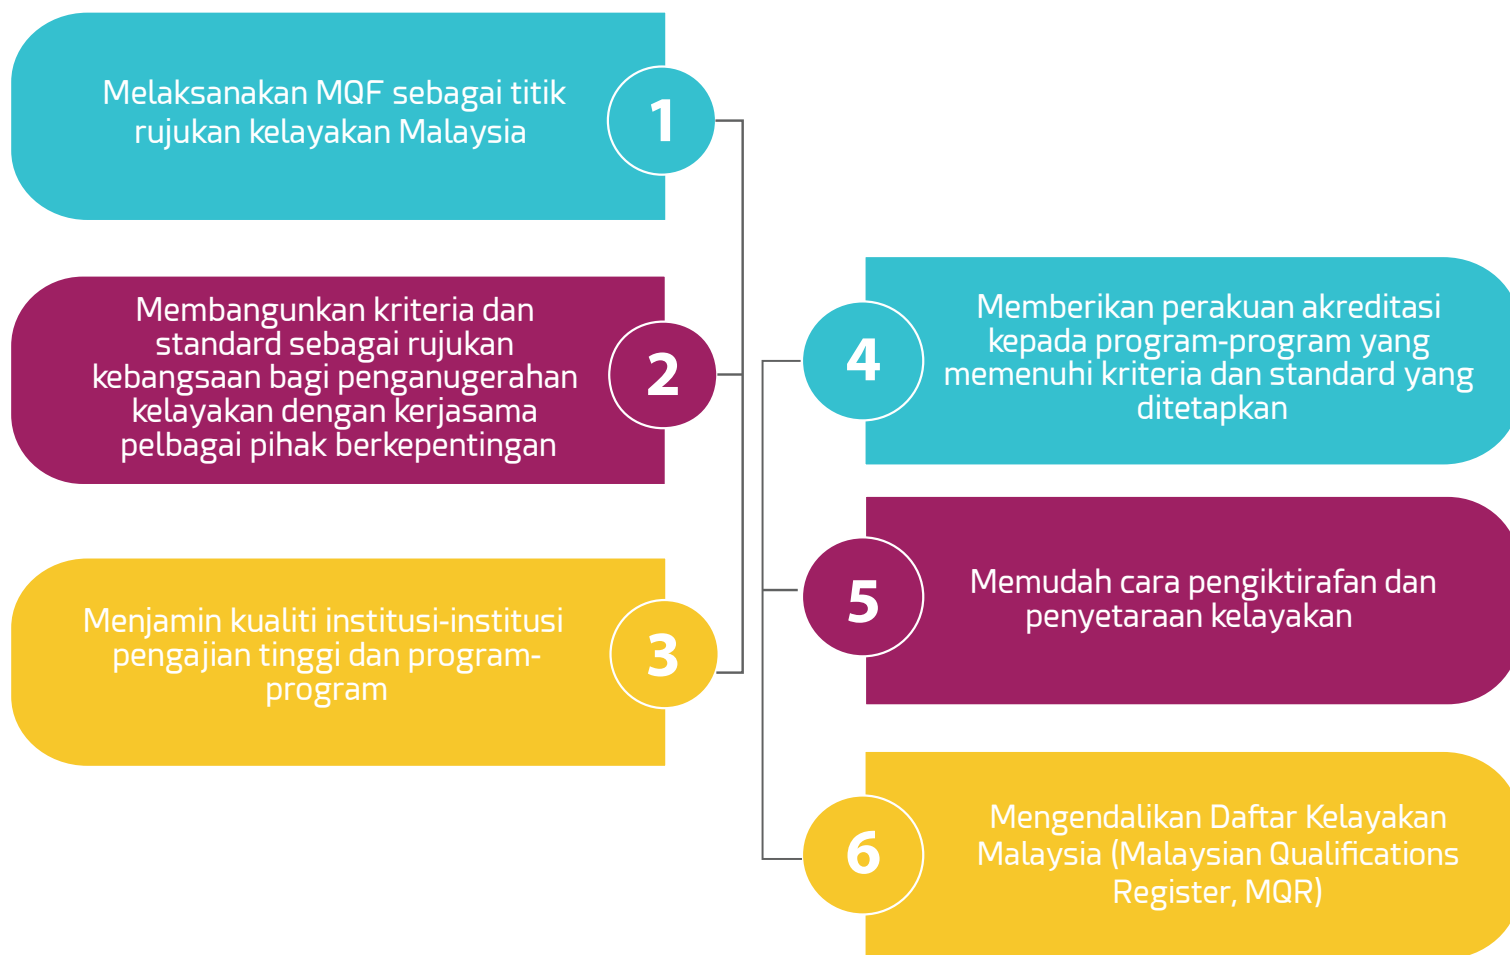 Melaksanakan MQF sebagai titik
rujukan kelayakan Malaysia
1
Membangunkan kriteria dan
standard sebagai rujukan
kebangsaan bagi penganugerahan
kelayakan dengan kerjasama
pelbagai pihak berkepentingan
2
Menjamin kualiti institusi-institusi
pengajian tinggi dan program-
program
3
4
Memberikan perakuan akreditasi
kepada program-program yang
memenuhi kriteria dan standard yang
ditetapkan
5
Memudah cara pengiktirafan dan
penyetaraan kelayakan
6
Mengendalikan Daftar Kelayakan
Malaysia (Malaysian Qualifications
Register, MQR)